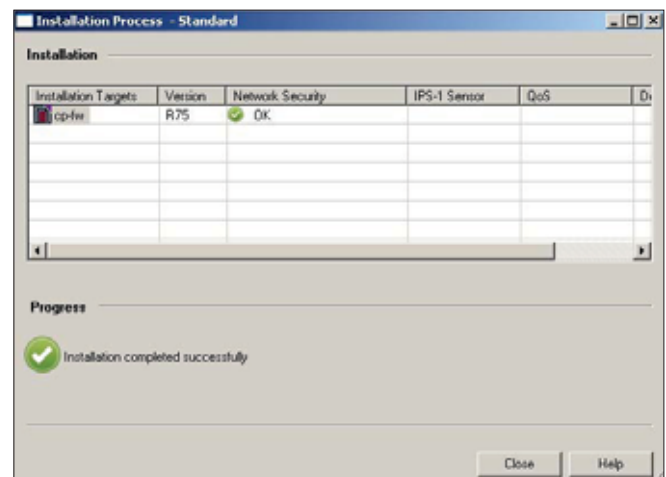 Installation Process - Standard
Installation
Installation Targets Version Network Security IPS-1 Sensor QoS D
cp-fw R75 OK
Progress
Installation completed successfully
Close Help